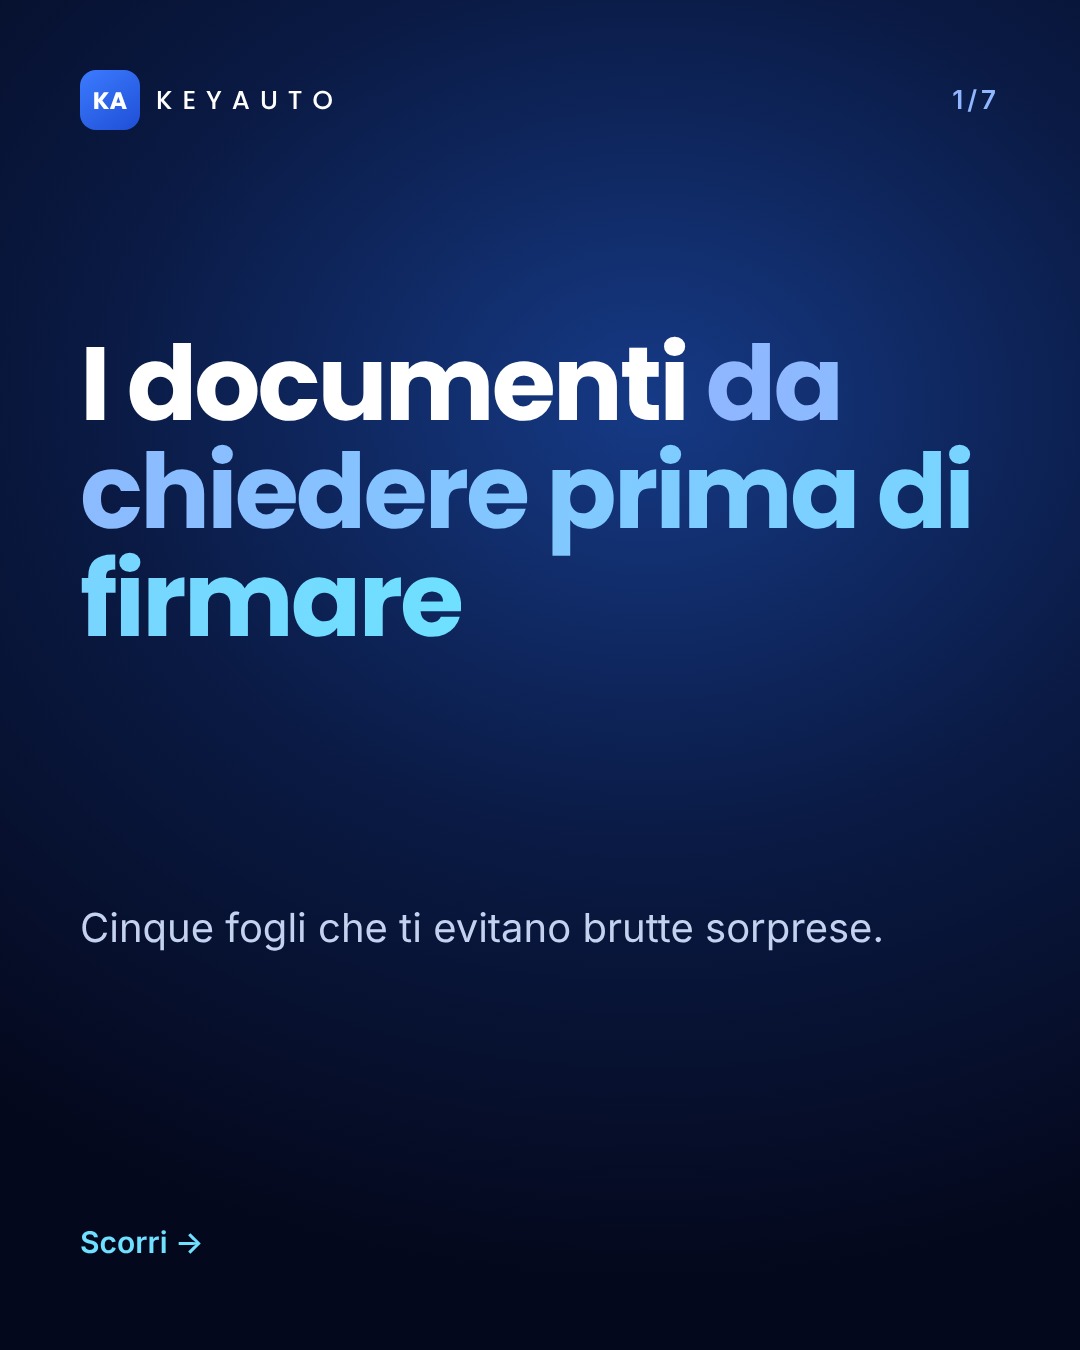 KA KEYAUTO
1/7
I documenti da
chiedere prima di
firmare
Cinque fogli che ti evitano brutte sorprese.
Scorri →